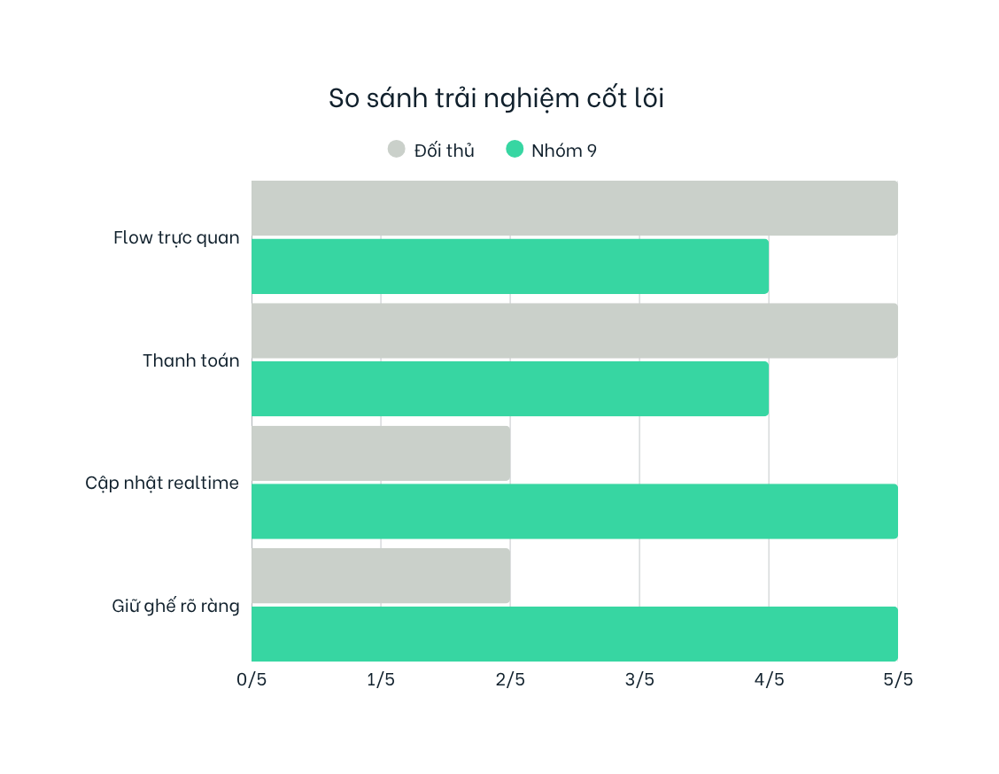 So sánh trải nghiệm cốt lõi
Đối thủ
Nhóm 9
Flow trực quan
Thanh toán
Cập nhật realtime
Giữ ghế rõ ràng
0/5 1/5 2/5 3/5 4/5 5/5